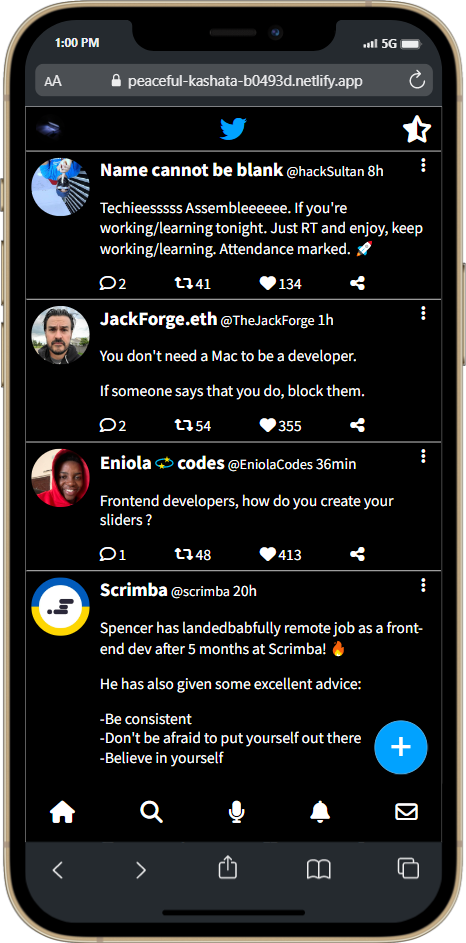 1:00 PM 5G
AA peaceful-kashata-b0493d.netlify.app
Name cannot be blank @hackSultan 8h
Techieesssss Assembleeeeee. If you're
working/learning tonight. Just RT and enjoy, keep
working/learning. Attendance marked. 🚀
2 41 134
JackForge.eth @TheJackForge 1h
You don't need a Mac to be a developer.
If someone says that you do, block them.
2 54 355
Eniola 💫 codes @EniolaCodes 36min
Frontend developers, how do you create your
sliders ?
1 48 413
Scrimba @scrimba 20h
Spencer has landedbabfully remote job as a front-
end dev after 5 months at Scrimba! 🔥
He has also given some excellent advice:
-Be consistent
-Don't be afraid to put yourself out there
-Believe in yourself